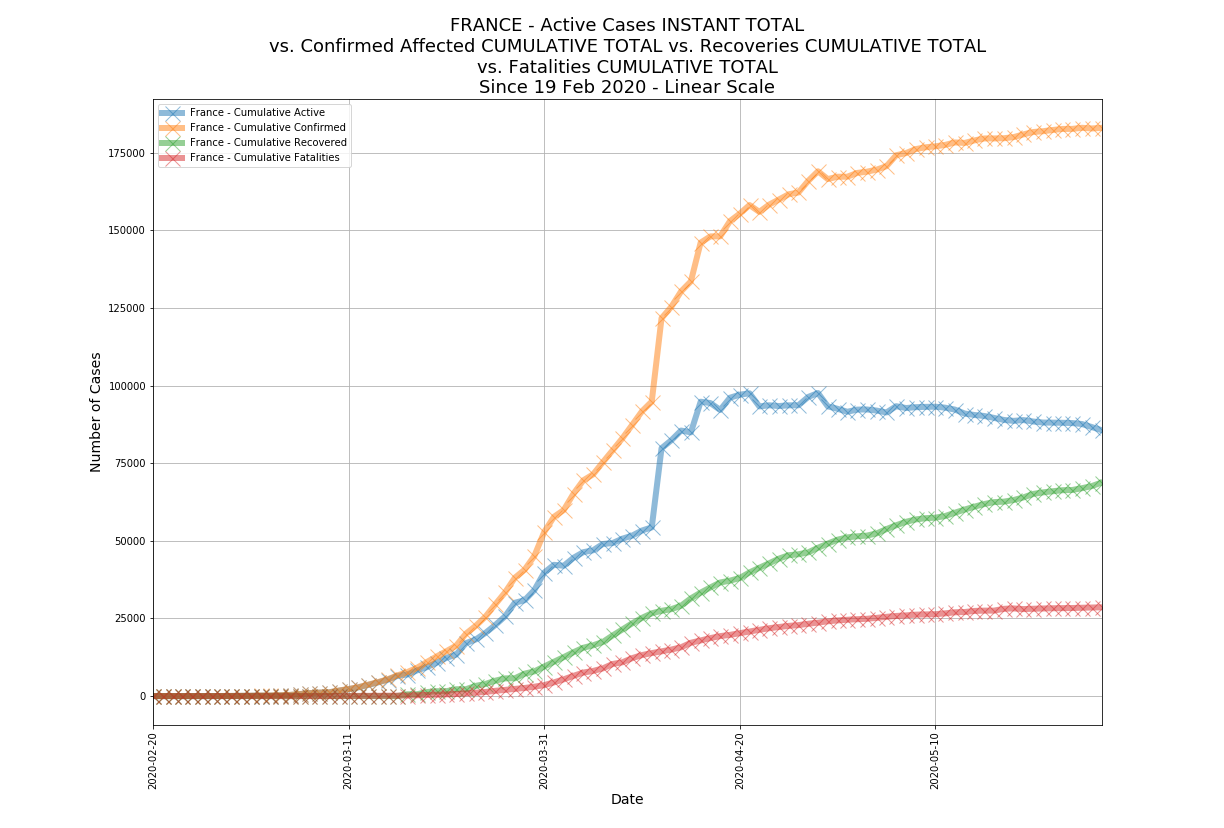 FRANCE - Active Cases INSTANT TOTAL
vs. Confirmed Affected CUMULATIVE TOTAL vs. Recoveries CUMULATIVE TOTAL
vs. Fatalities CUMULATIVE TOTAL
Since 19 Feb 2020 - Linear Scale
France - Cumulative Active
France - Cumulative Confirmed
France - Cumulative Recovered
France - Cumulative Fatalities
Number of Cases
175000
150000
125000
100000
75000
50000
25000
0
2020-02-20
2020-03-11
2020-03-31
2020-04-20
2020-05-10
Date